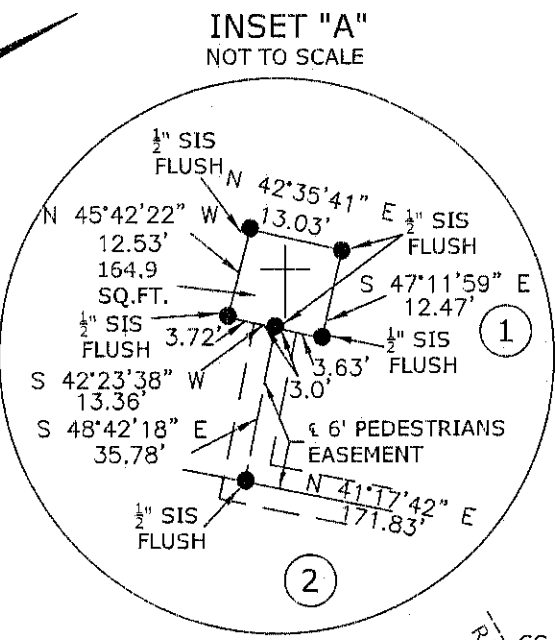 INSET "A"
NOT TO SCALE
½" SIS
FLUSH
N 42°35'41" E
13.03'
½" SIS
FLUSH
N 45°42'22" W
12.53'
164.9
SQ.FT.
S 47°11'59" E
12.47'
½" SIS
FLUSH
3.72'
3.63'
3.0'
½" SIS
FLUSH
1
S 42°23'38" W
13.36'
S 48°42'18" E
35.78'
℄ 6' PEDESTRIANS
EASEMENT
N 41°17'42" E
171.83'
½" SIS
FLUSH
2